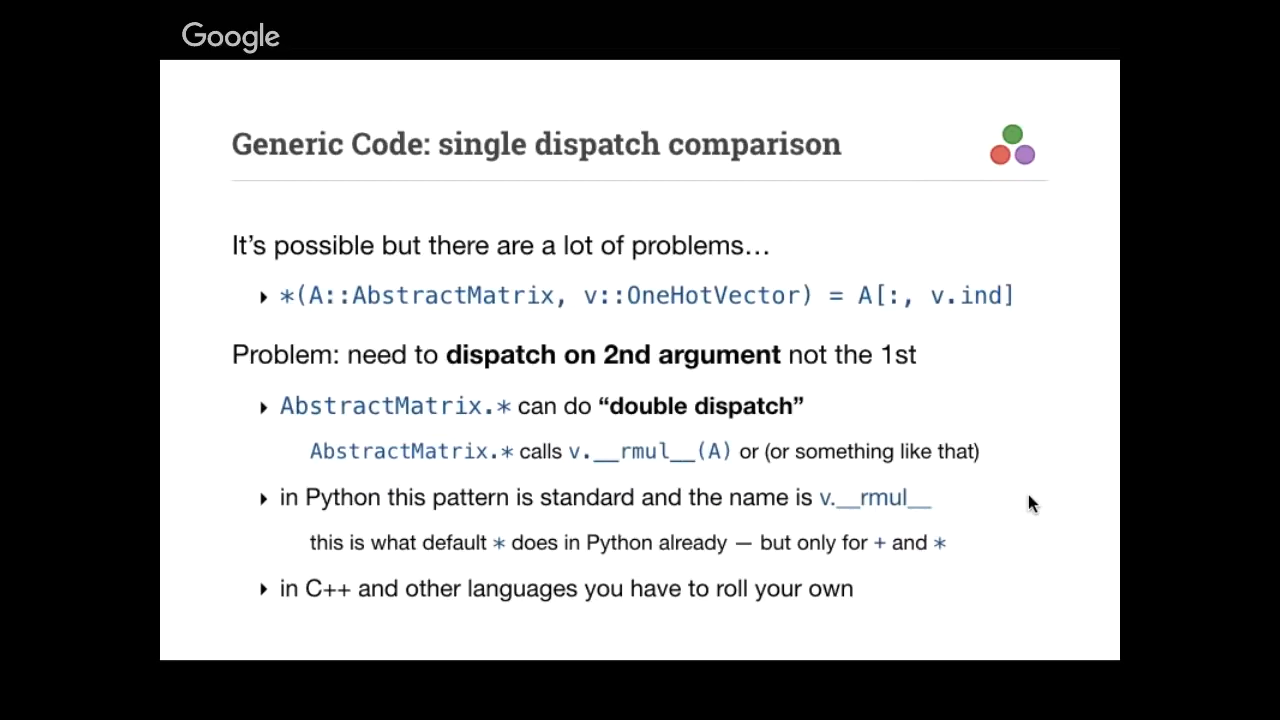 Google
Generic Code: single dispatch comparison
It’s possible but there are a lot of problems…
‣ *(A::AbstractMatrix, v::OneHotVector) = A[:, v.ind]
Problem: need to dispatch on 2nd argument not the 1st
‣ AbstractMatrix.* can do “double dispatch”
AbstractMatrix.* calls v.__rmul__(A) or (or something like that)
‣ in Python this pattern is standard and the name is v.__rmul__
this is what default * does in Python already — but only for + and *
‣ in C++ and other languages you have to roll your own